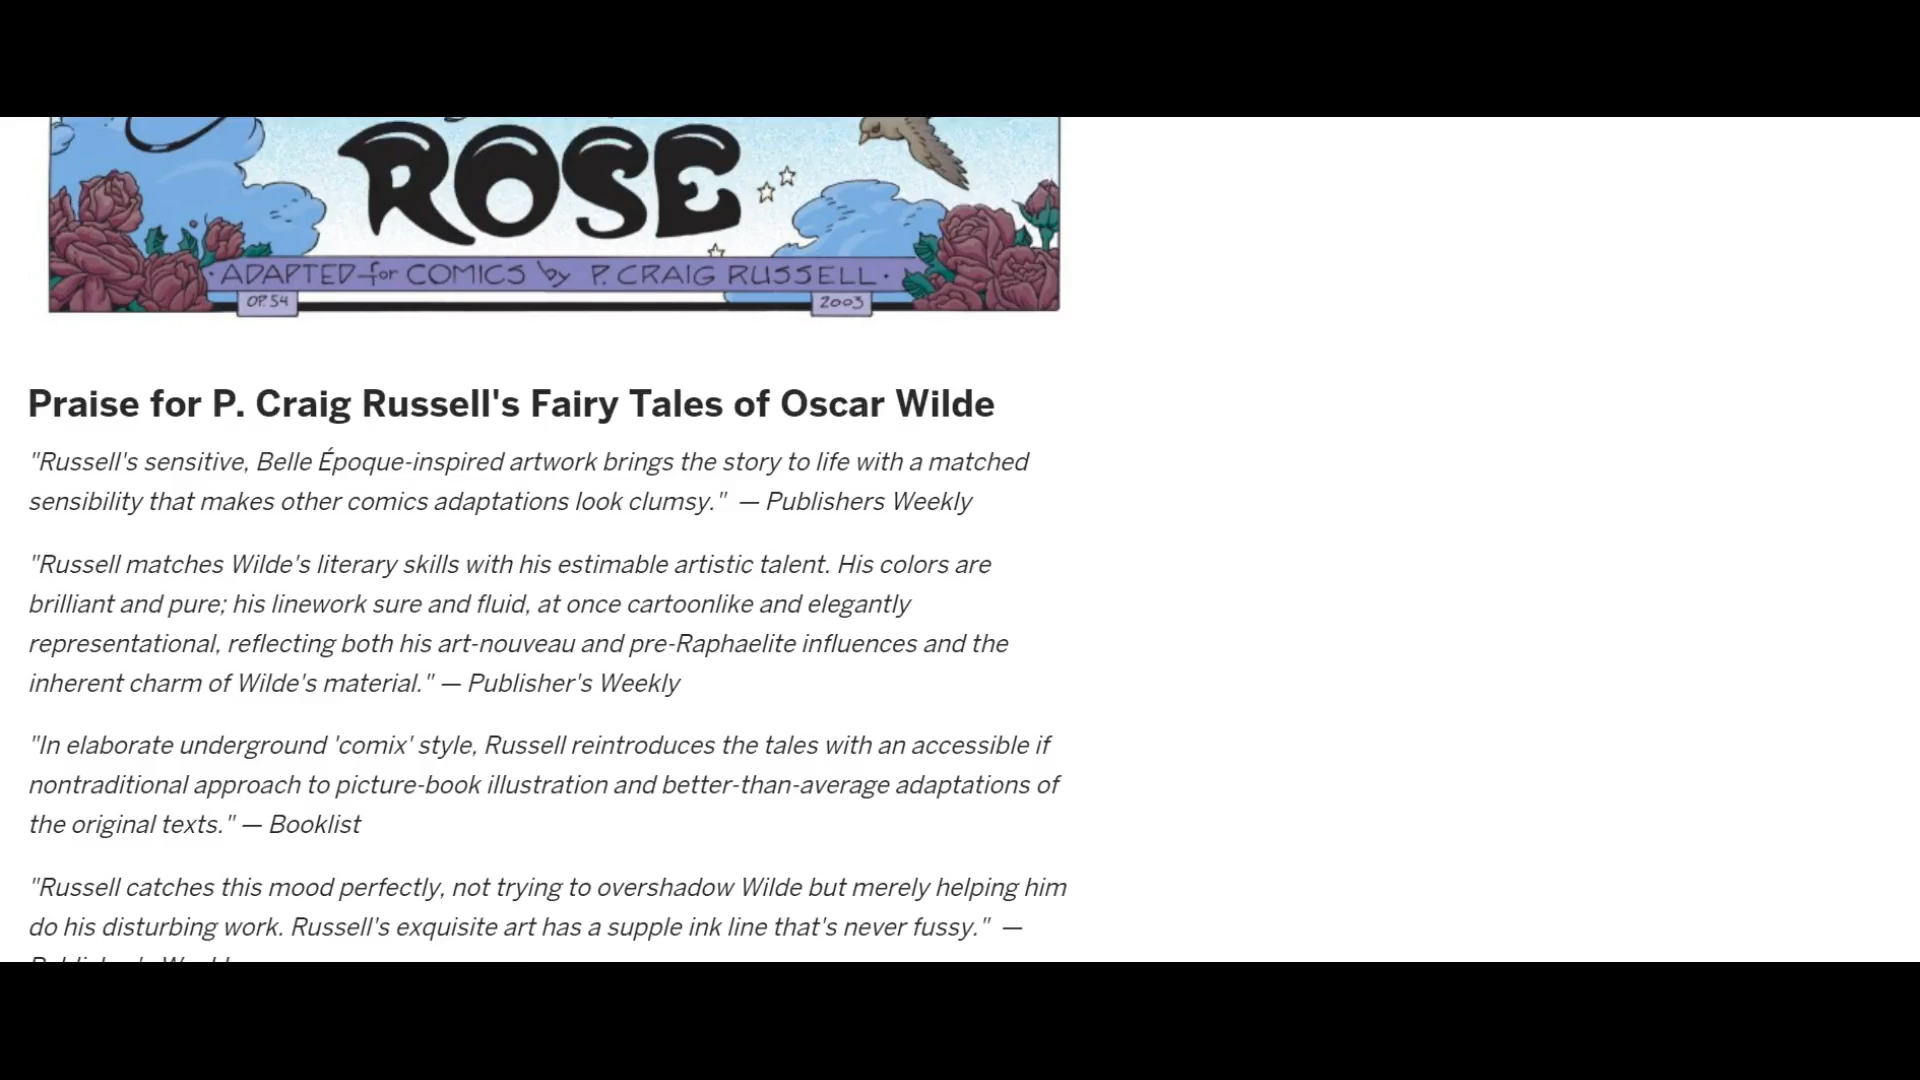 ROSE
·ADAPTED for COMICS by P. CRAIG RUSSELL·
OP. 54
2003
Praise for P. Craig Russell's Fairy Tales of Oscar Wilde
"Russell's sensitive, Belle Époque-inspired artwork brings the story to life with a matched
sensibility that makes other comics adaptations look clumsy."  — Publishers Weekly
"Russell matches Wilde's literary skills with his estimable artistic talent. His colors are
brilliant and pure; his linework sure and fluid, at once cartoonlike and elegantly
representational, reflecting both his art-nouveau and pre-Raphaelite influences and the
inherent charm of Wilde's material." — Publisher's Weekly
"In elaborate underground 'comix' style, Russell reintroduces the tales with an accessible if
nontraditional approach to picture-book illustration and better-than-average adaptations of
the original texts." — Booklist
"Russell catches this mood perfectly, not trying to overshadow Wilde but merely helping him
do his disturbing work. Russell's exquisite art has a supple ink line that's never fussy."  —